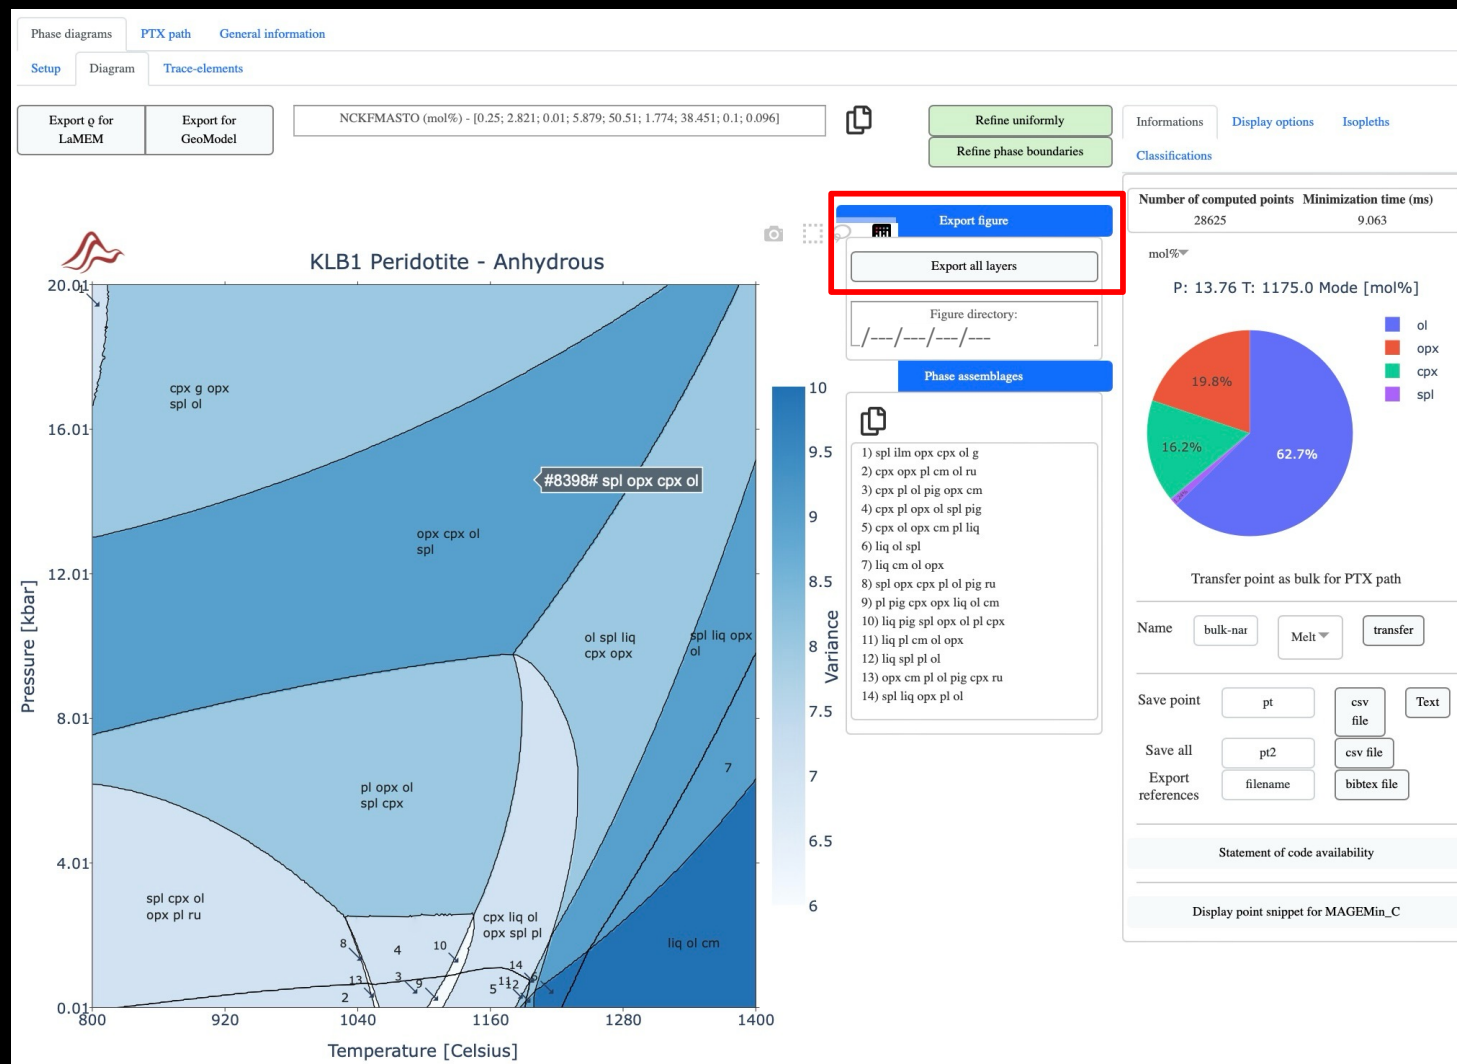 Phase diagrams
PTX path
General information
Setup
Diagram
Trace-elements
Export ϱ for
LaMEM
Export for
GeoModel
NCKFMASTO (mol%) - [0.25; 2.821; 0.01; 5.879; 50.51; 1.774; 38.451; 0.1; 0.096]
Refine uniformly
Refine phase boundaries
Informations
Display options
Isopleths
Classifications
Export figure
Export all layers
Figure directory:
_/---/---/---/---
Phase assemblages
1) spl ilm opx cpx ol g
2) cpx opx pl cm ol ru
3) cpx pl ol pig opx cm
4) cpx pl opx ol spl pig
5) cpx ol opx cm pl liq
6) liq ol spl
7) liq cm ol opx
8) spl opx cpx pl ol pig ru
9) pl pig cpx opx liq ol cm
10) liq pig spl opx ol pl cpx
11) liq pl cm ol opx
12) liq spl pl ol
13) opx cm pl ol pig cpx ru
14) spl liq opx pl ol
KLB1 Peridotite - Anhydrous
20.01
16.01
12.01
8.01
4.01
0.01
Pressure [kbar]
800
920
1040
1160
1280
1400
Temperature [Celsius]
1
cpx g opx
spl ol
#8398# spl opx cpx ol
opx cpx ol
spl
ol spl liq
cpx opx
spl liq opx
ol
7
pl opx ol
spl cpx
spl cpx ol
opx pl ru
cpx liq ol
opx spl pl
liq ol cm
8
4
10
14
6
13
3
9
5
11
12
2
10
9.5
9
8.5
8
7.5
7
6.5
6
Variance
Number of computed points
Minimization time (ms)
28625
9.063
mol%
P: 13.76 T: 1175.0 Mode [mol%]
ol
opx
cpx
spl
19.8%
16.2%
62.7%
Transfer point as bulk for PTX path
Name
bulk-nar
Melt
transfer
Save point
pt
csv
file
Text
Save all
pt2
csv file
Export
references
filename
bibtex file
Statement of code availability
Display point snippet for MAGEMin_C